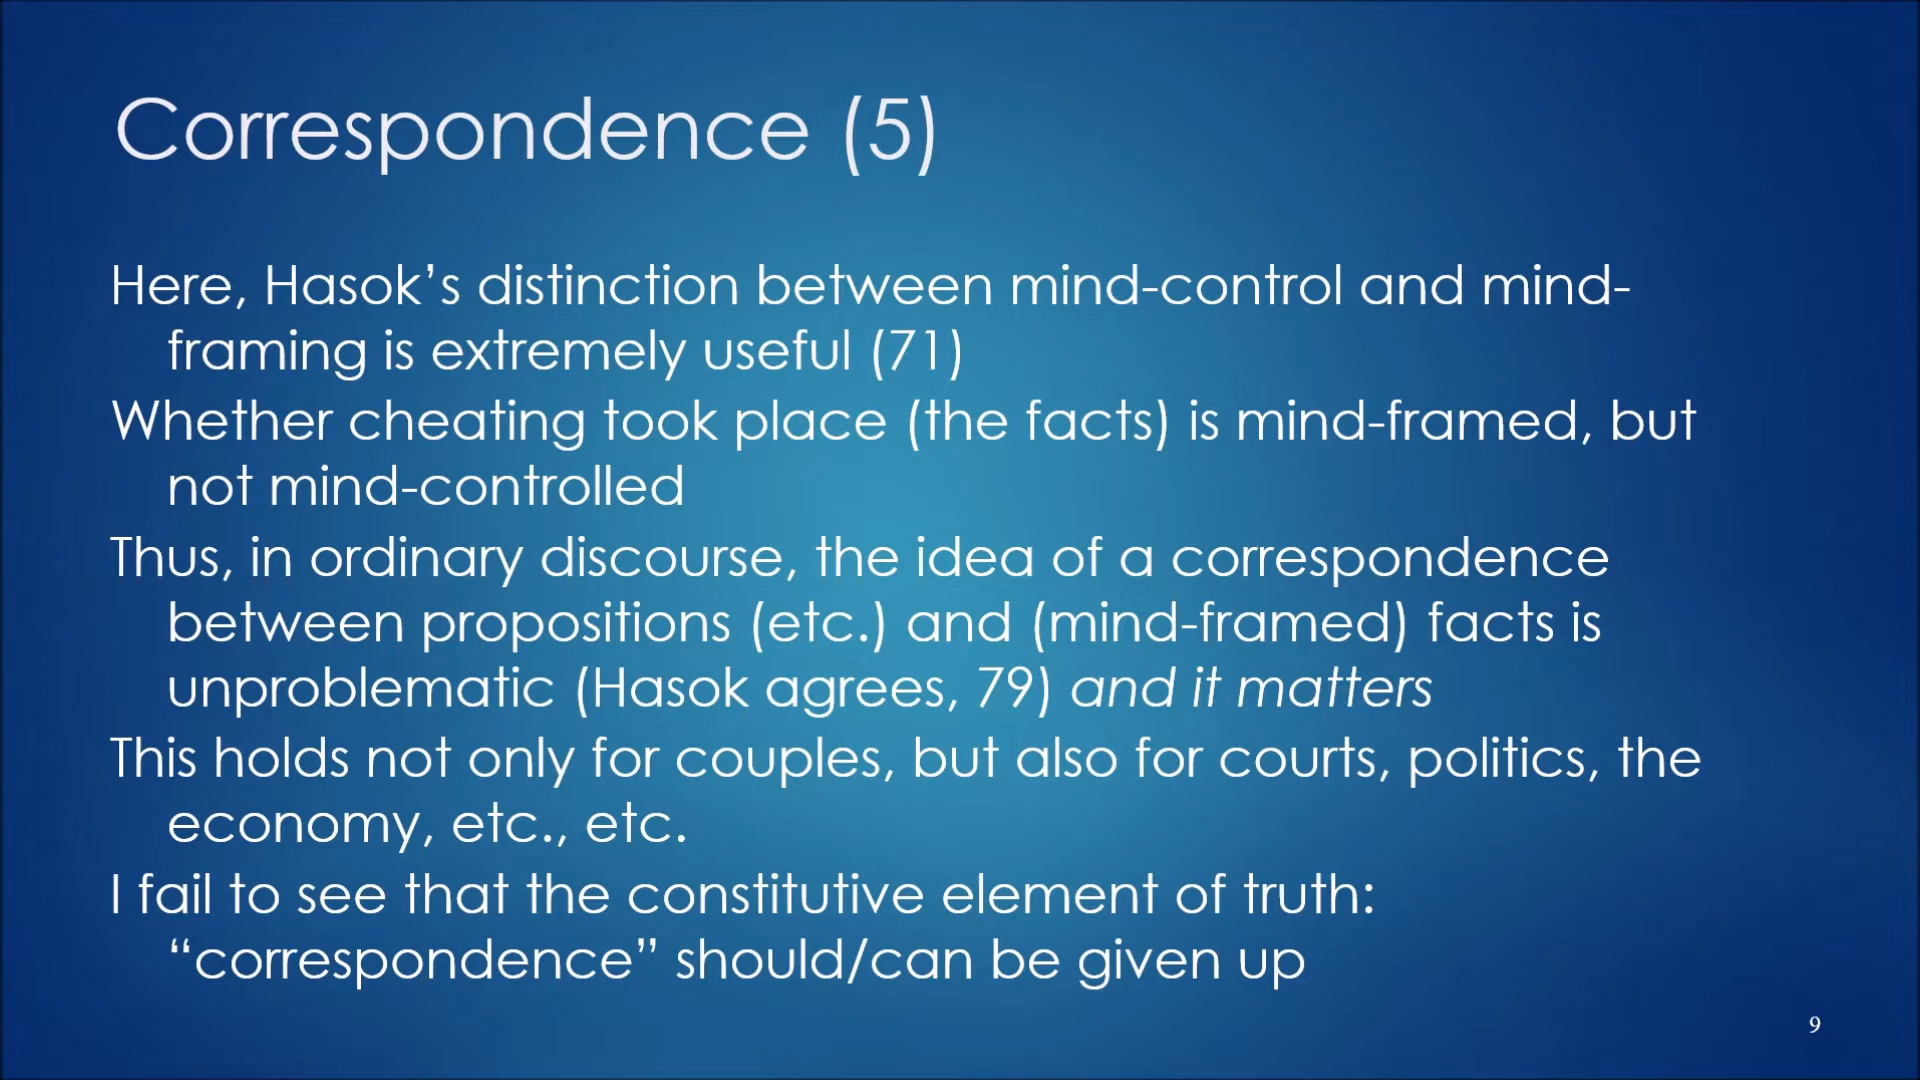 Correspondence (5)
Here, Hasok’s distinction between mind-control and mind-
framing is extremely useful (71)
Whether cheating took place (the facts) is mind-framed, but
not mind-controlled
Thus, in ordinary discourse, the idea of a correspondence
between propositions (etc.) and (mind-framed) facts is
unproblematic (Hasok agrees, 79) and it matters
This holds not only for couples, but also for courts, politics, the
economy, etc., etc.
I fail to see that the constitutive element of truth:
“correspondence” should/can be given up
9